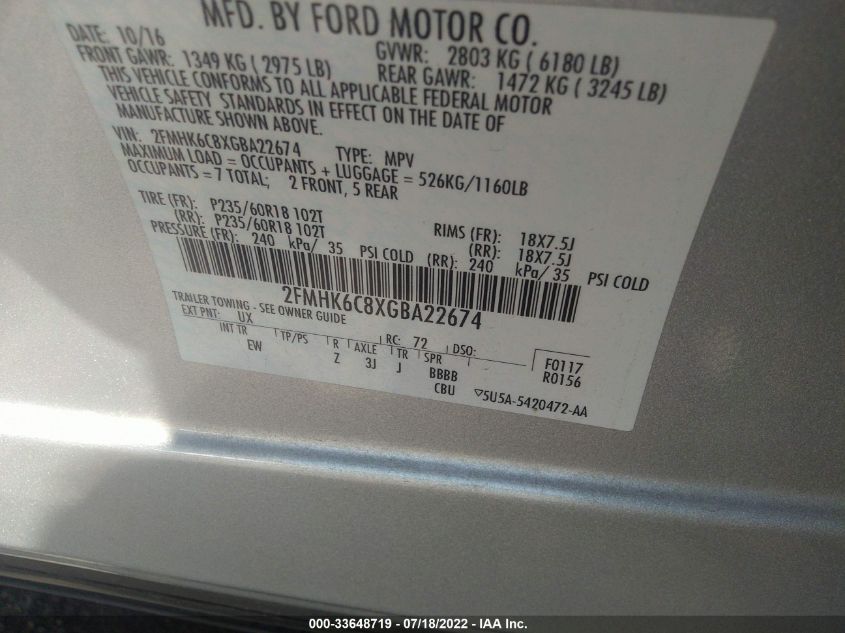 MFD. BY FORD MOTOR CO.
DATE: 10/16 GVWR: 2803 KG ( 6180 LB)
FRONT GAWR: 1349 KG ( 2975 LB) REAR GAWR: 1472 KG ( 3245 LB)
THIS VEHICLE CONFORMS TO ALL APPLICABLE FEDERAL MOTOR
VEHICLE SAFETY STANDARDS IN EFFECT ON THE DATE OF
MANUFACTURE SHOWN ABOVE.
VIN: 2FMHK6C8XGBA22674 TYPE: MPV
MAXIMUM LOAD = OCCUPANTS + LUGGAGE = 526KG/1160LB
OCCUPANTS = 7 TOTAL; 2 FRONT, 5 REAR
TIRE (FR): P235/60R18 102T RIMS (FR): 18X7.5J
(RR): P235/60R18 102T (RR): 18X7.5J
PRESSURE (FR): 240 kPa/ 35 PSI COLD (RR): 240 kPa/ 35 PSI COLD
2FMHK6C8XGBA22674
TRAILER TOWING - SEE OWNER GUIDE
EXT PNT: UX RC: 72 DSO: F0117
INT TR TP/PS R AXLE TR SPR R0156
EW Z 3J J BBBB
CBU ▽5U5A-5420472-AA
000-33648719 - 07/18/2022 - IAA Inc.